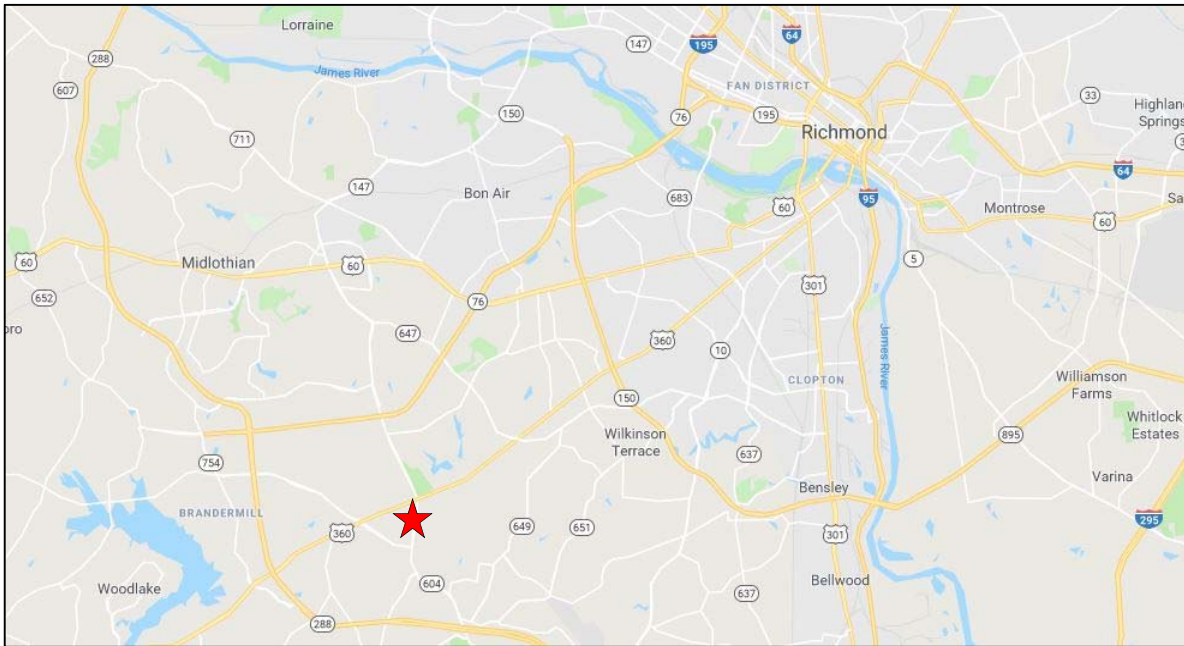 Lorraine
147
195
64
288
James River
607
FAN DISTRICT
33
150
Highland
Springs
76
195
Richmond
711
3
64
147
Bon Air
683
60
95
Montrose
Sa
60
60
Midlothian
60
5
301
652
76
oro
647
360
10
James River
CLOPTON
Williamson
Farms
150
Whitlock
Estates
Wilkinson
Terrace
895
754
637
Varina
Bensley
BRANDERMILL
360
649
651
301
295
Woodlake
604
Bellwood
637
288